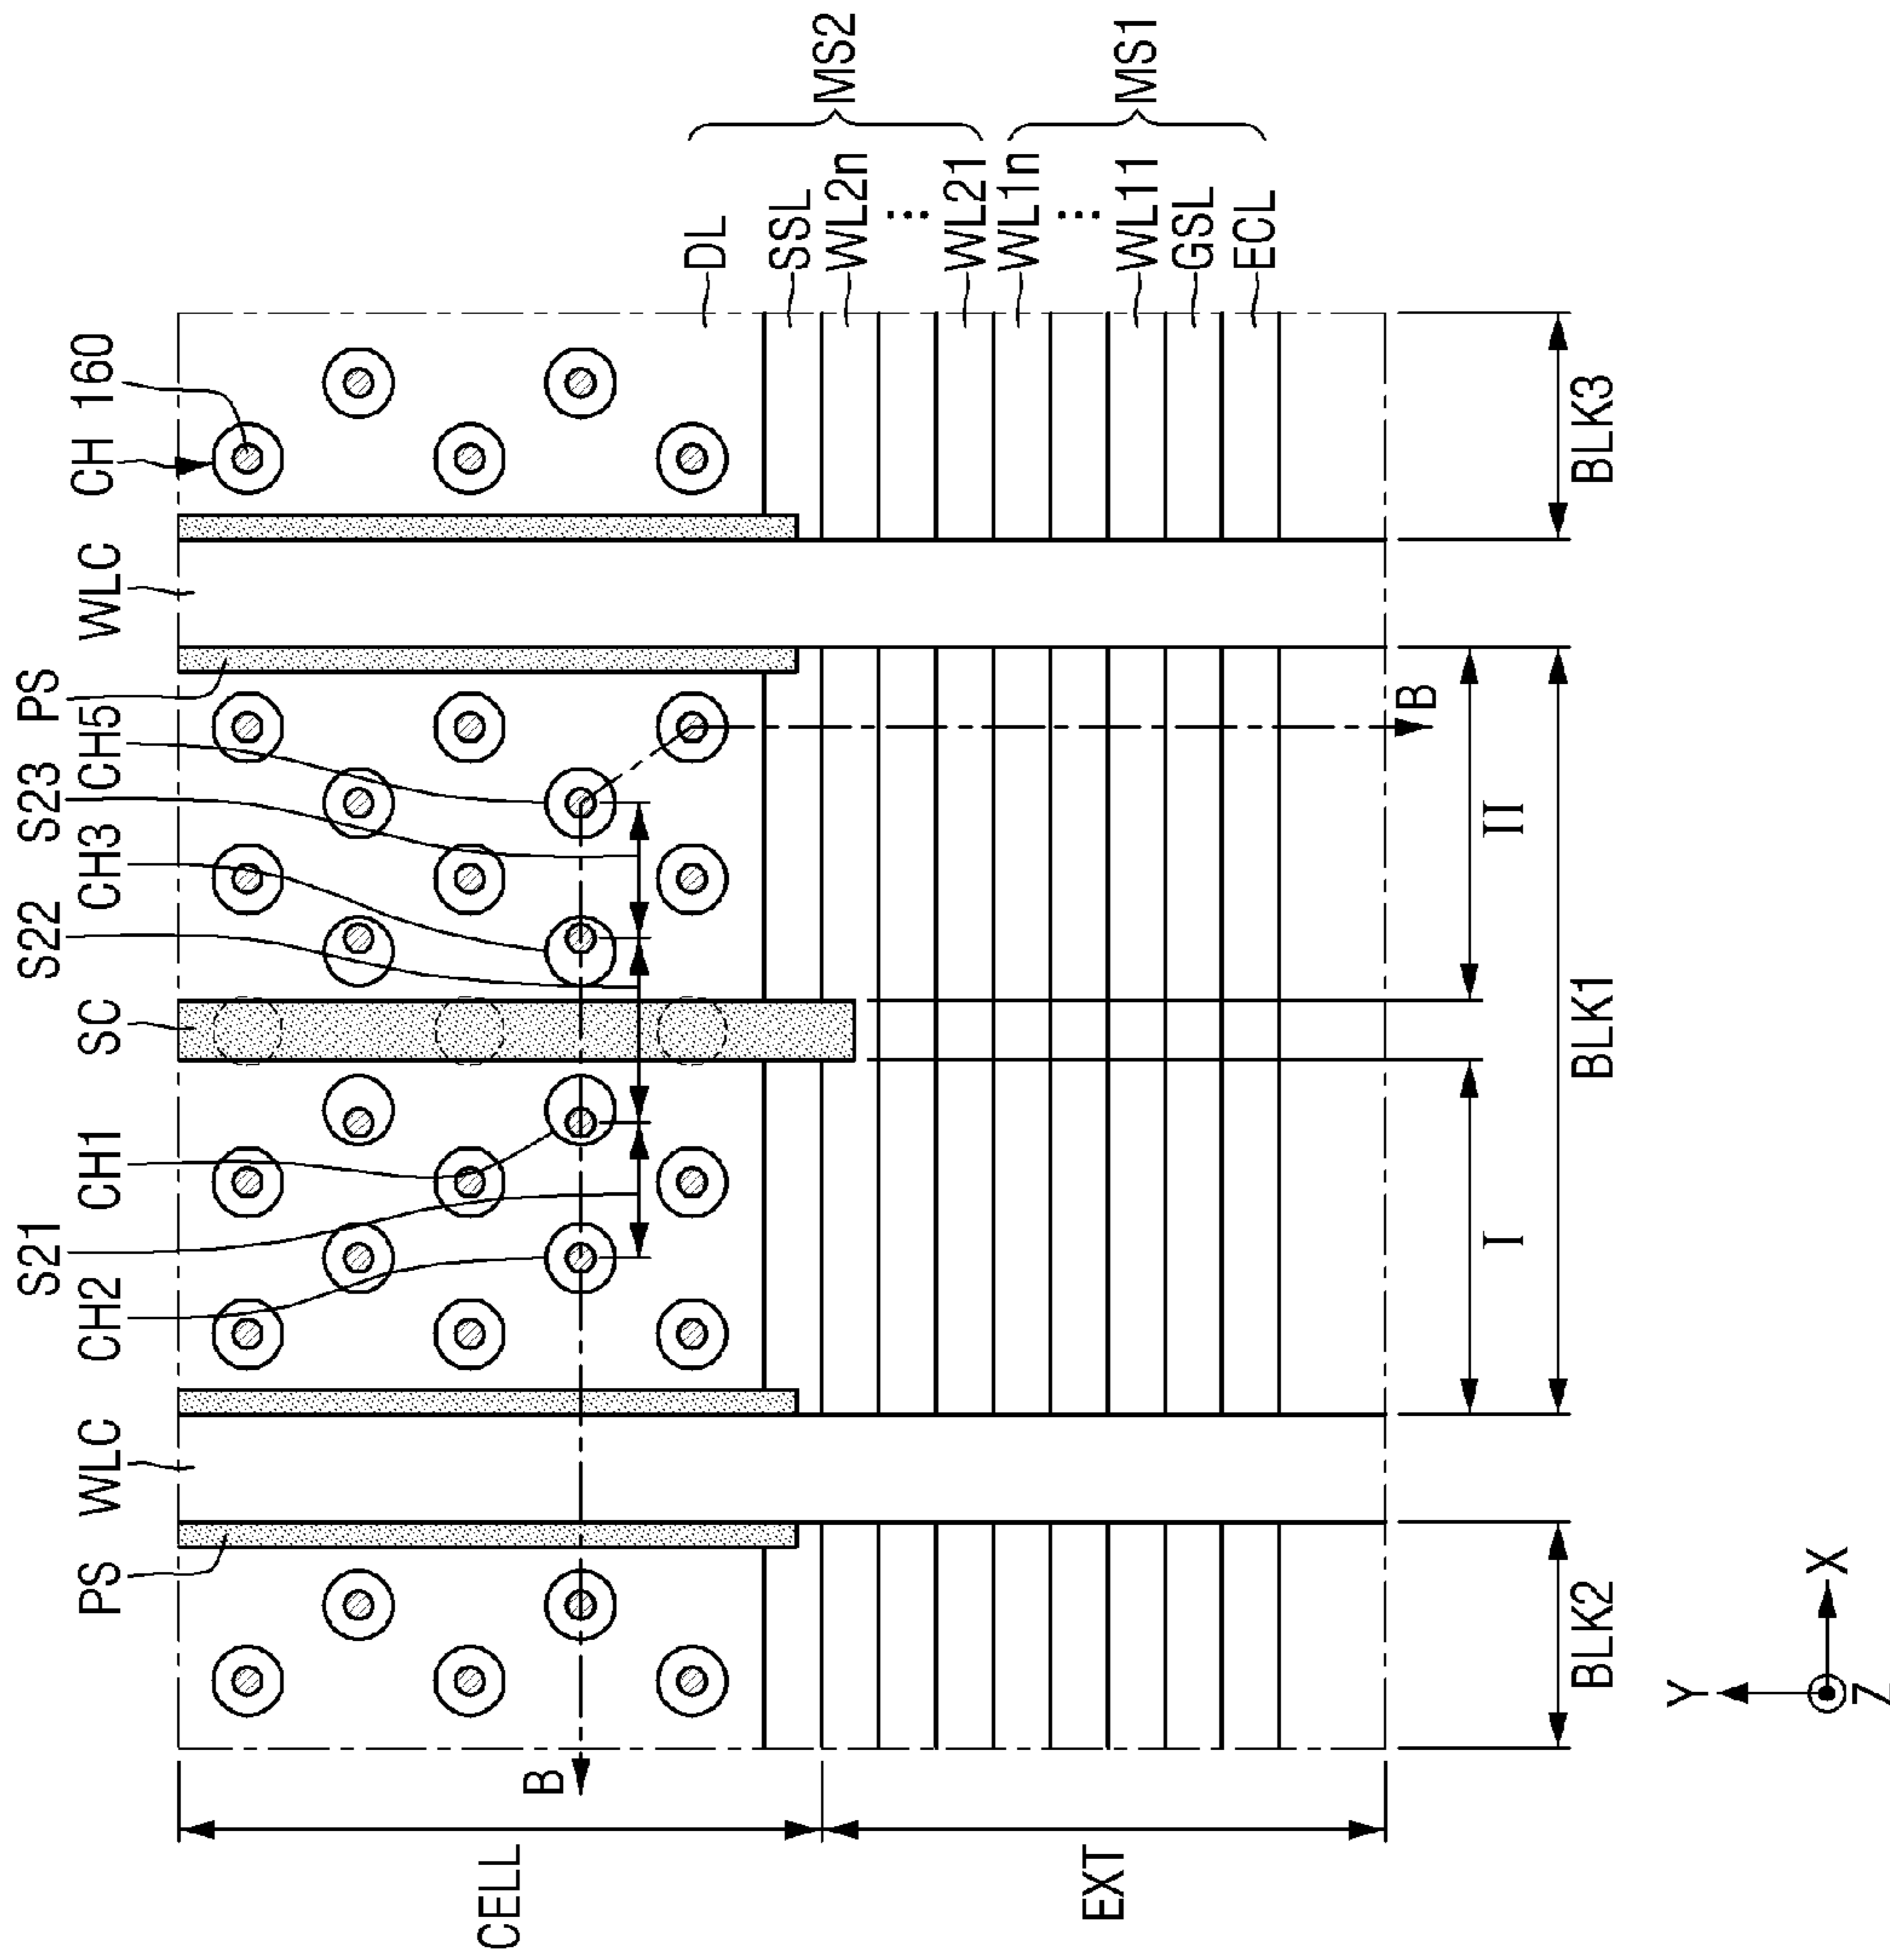 PS
WLC
S21
CH2
CH1
SC
S22
CH3
S23
CH5
PS
WLC
CH
160
DL
SSL
WL2n
⋮
WL21
WL1n
⋮
WL11
GSL
ECL
MS2
MS1
CELL
EXT
B
B
I
II
BLK2
BLK1
BLK3
Y
X
Z